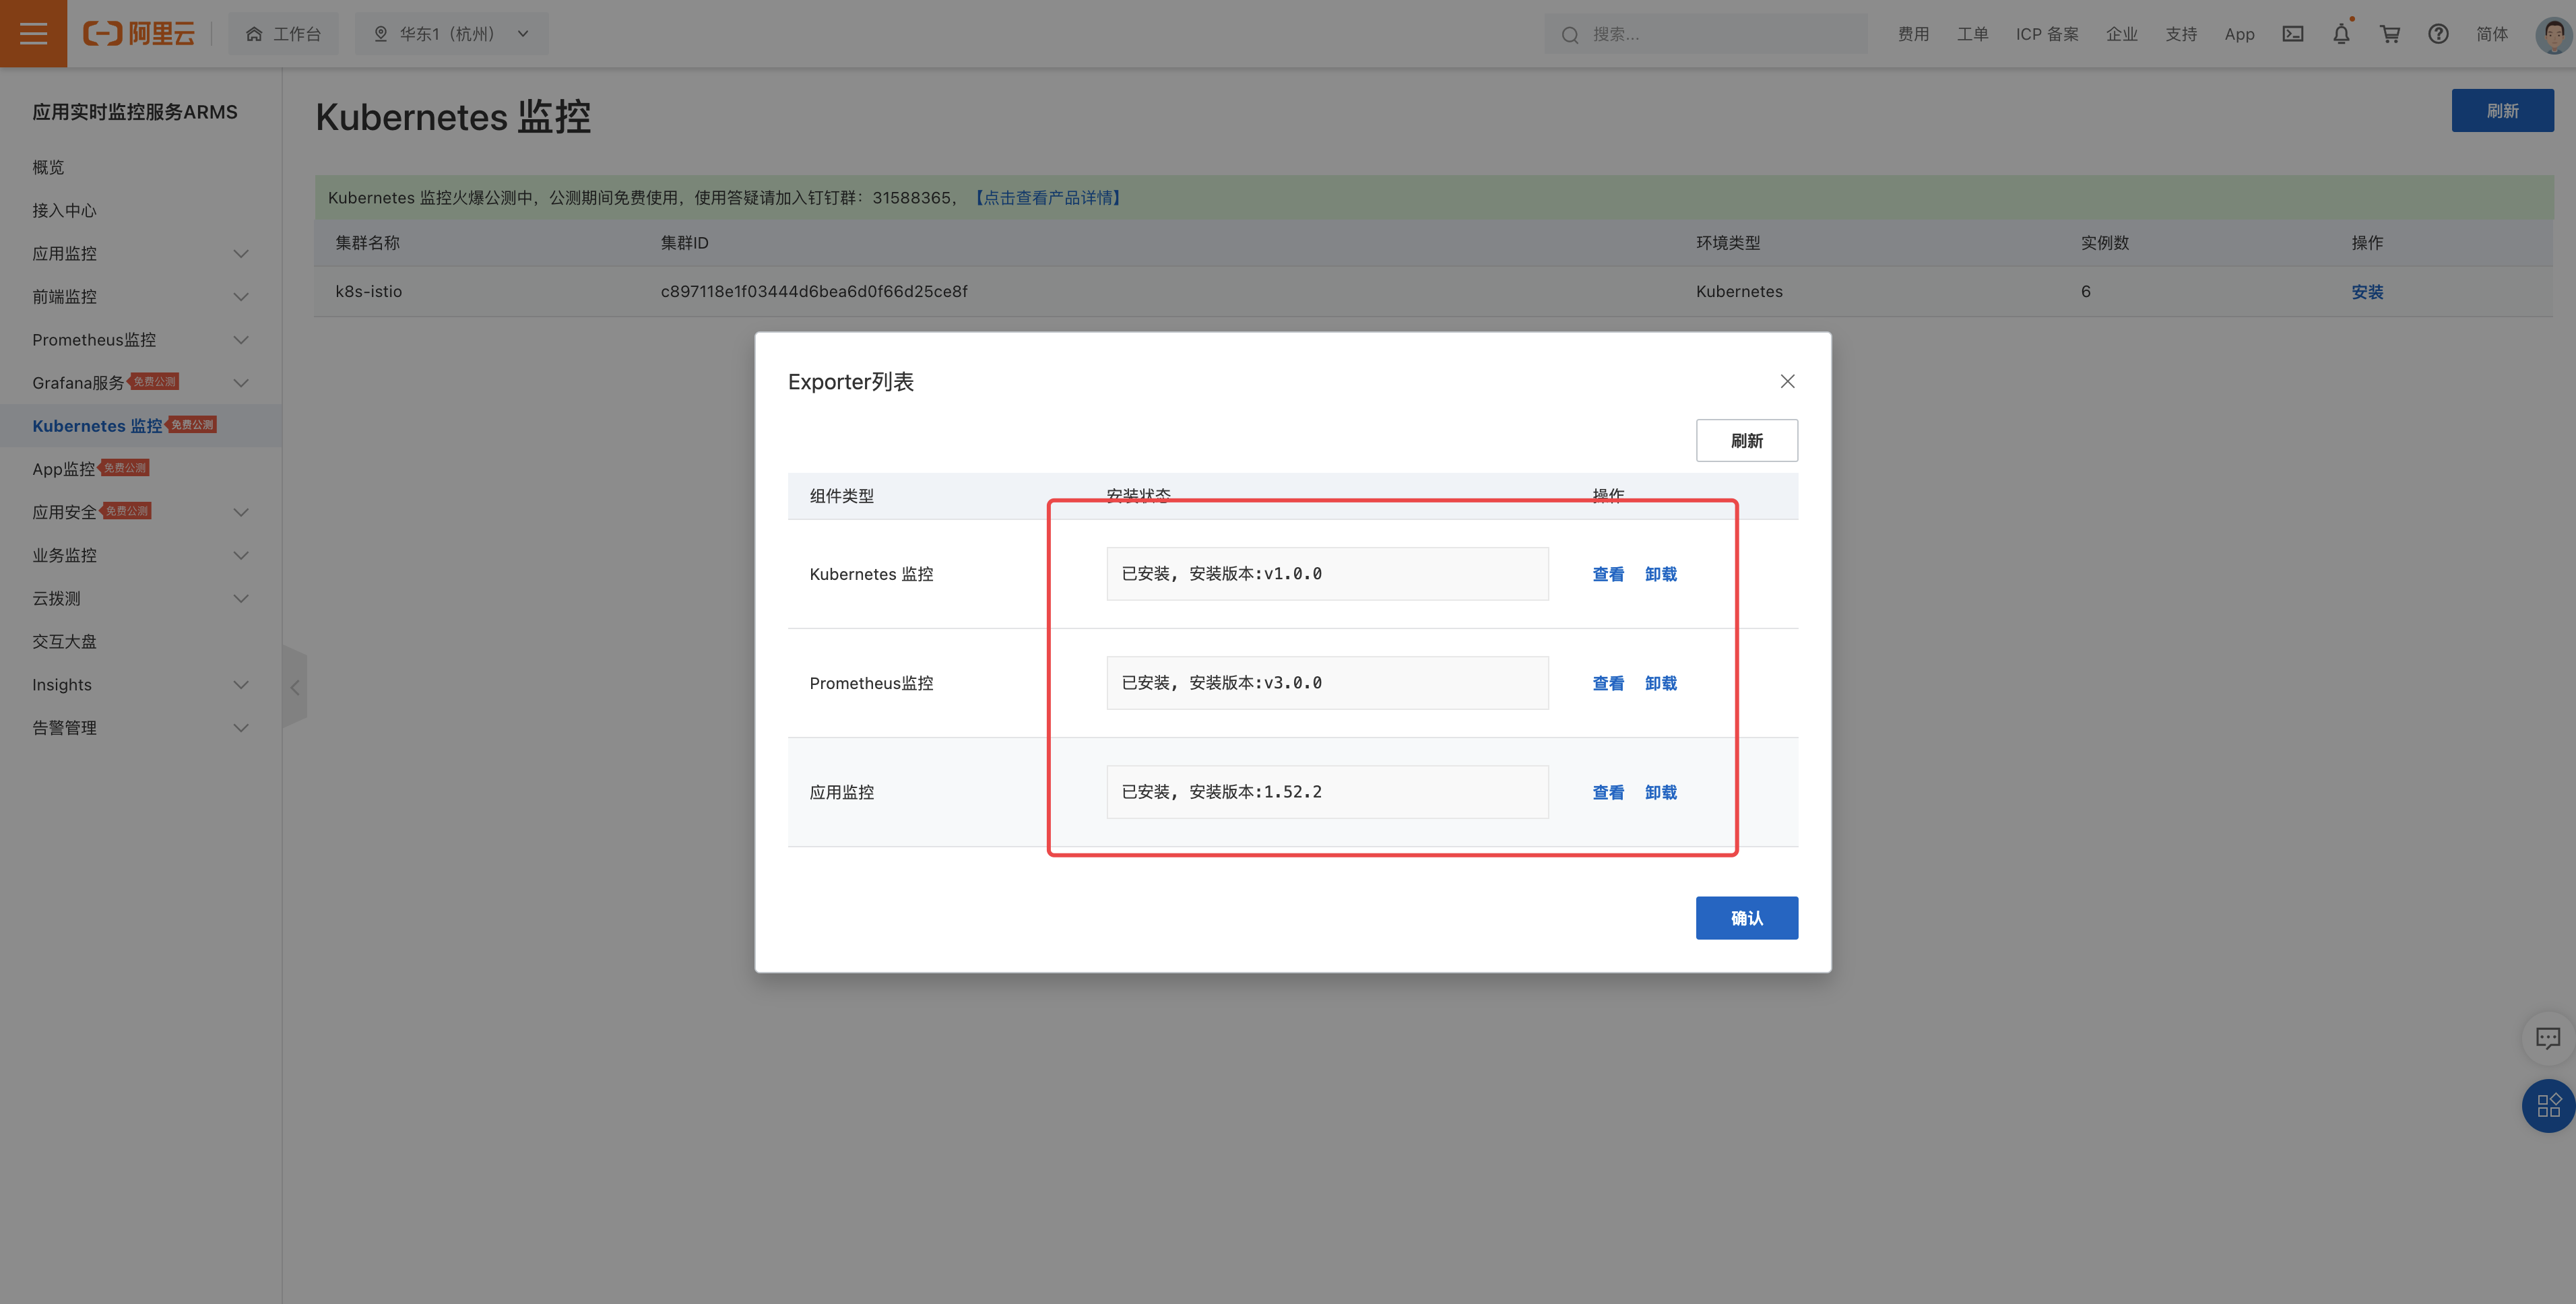 阿里云
工作台
华东1（杭州）
搜索...
费用
工单
ICP 备案
企业
支持
App
简体
应用实时监控服务ARMS
概览
接入中心
应用监控
前端监控
Prometheus监控
Grafana服务 免费公测
Kubernetes 监控 免费公测
App监控 免费公测
应用安全 免费公测
业务监控
云拨测
交互大盘
Insights
告警管理
Kubernetes 监控
刷新
Kubernetes 监控火爆公测中，公测期间免费使用，使用答疑请加入钉钉群：31588365，【点击查看产品详情】
集群名称 集群ID 环境类型 实例数 操作
k8s-istio c897118e1f03444d6bea6d0f66d25ce8f Kubernetes 6 安装
Exporter列表
刷新
组件类型 安装状态 操作
Kubernetes 监控 已安装, 安装版本:v1.0.0 查看 卸载
Prometheus监控 已安装, 安装版本:v3.0.0 查看 卸载
应用监控 已安装, 安装版本:1.52.2 查看 卸载
确认